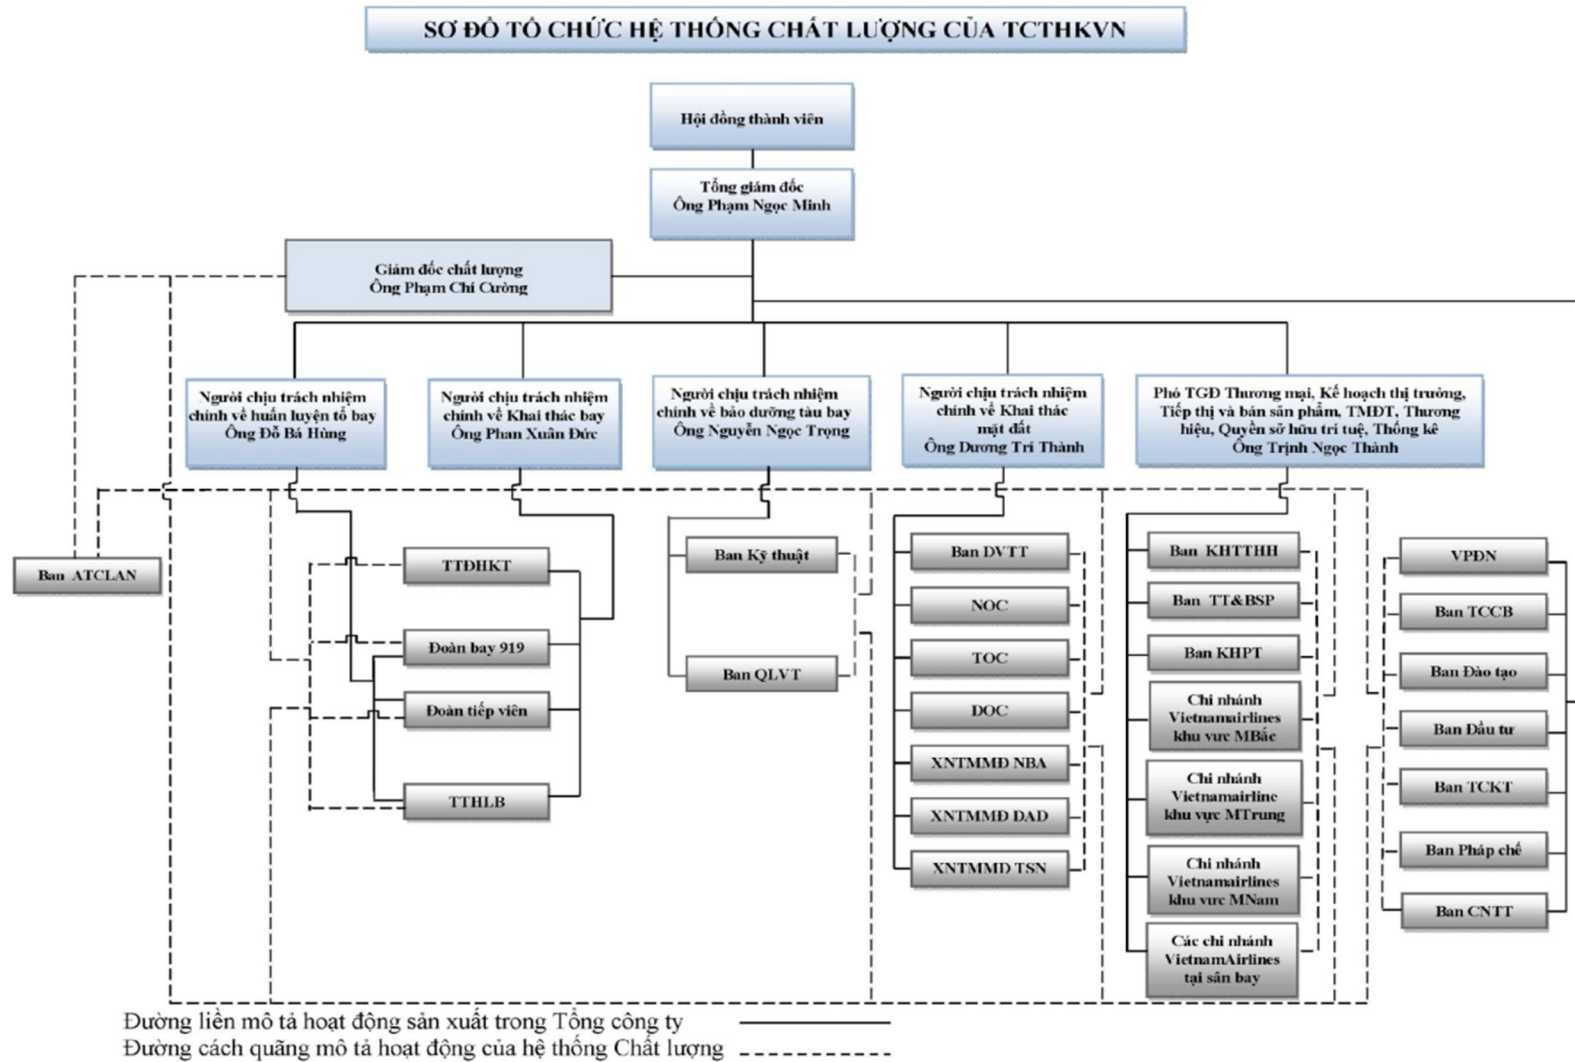 SƠ ĐỒ TỔ CHỨC HỆ THỐNG CHẤT LƯỢNG CỦA TCTHKVN
Hội đồng thành viên
Tổng giám đốc
Ông Phạm Ngọc Minh
Giám đốc chất lượng
Ông Phạm Chí Cường
Người chịu trách nhiệm
chính về huấn luyện tổ bay
Ông Đỗ Bá Hùng
Người chịu trách nhiệm
chính về Khai thác bay
Ông Phan Xuân Đức
Người chịu trách nhiệm
chính về bảo dưỡng tàu bay
Ông Nguyễn Ngọc Trọng
Người chịu trách nhiệm
chính về Khai thác
mặt đất
Ông Dương Trí Thành
Phó TGĐ Thương mại, Kế hoạch thị trường,
Tiếp thị và bán sản phẩm, TMĐT, Thương
hiệu, Quyền sở hữu trí tuệ, Thống kê
Ông Trịnh Ngọc Thành
Ban ATCLAN
TTĐHKT
Đoàn bay 919
Đoàn tiếp viên
TTHLB
Ban Kỹ thuật
Ban QLVT
Ban DVTT
NOC
TOC
DOC
XNTMMĐ NBA
XNTMMĐ DAD
XNTMMĐ TSN
Ban KHTTHH
Ban TT&BSP
Ban KHPT
Chi nhánh
Vietnamairlines
khu vực MBắc
Chi nhánh
Vietnamairline
khu vực MTrung
Chi nhánh
Vietnamairlines
khu vực MNam
Các chi nhánh
VietnamAirlines
tại sân bay
VPĐN
Ban TCCB
Ban Đào tạo
Ban Đầu tư
Ban TCKT
Ban Pháp chế
Ban CNTT
Đường liền mô tả hoạt động sản xuất trong Tổng công ty
Đường cách quãng mô tả hoạt động của hệ thống Chất lượng